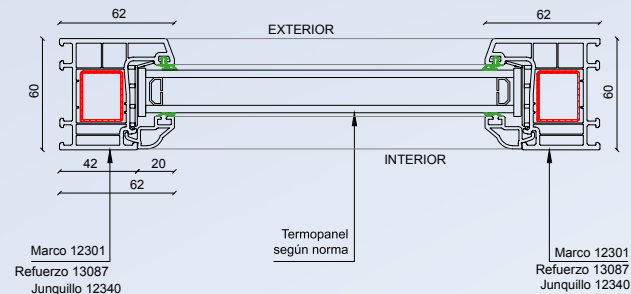 62
62
EXTERIOR
60
60
INTERIOR
42
20
62
Termopanel
según norma
Marco 12301
Refuerzo 13087
Junquillo 12340
Marco 12301
Refuerzo 13087
Junquillo 12340